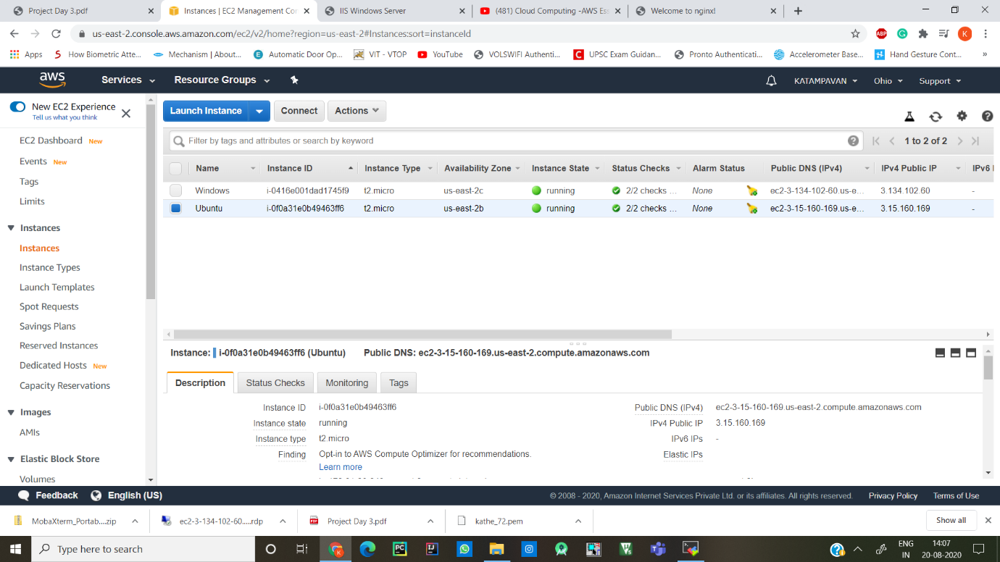 Project Day 3.pdf
Instances | EC2 Management Con
IIS Windows Server
(481) Cloud Computing -AWS Ess
Welcome to nginx!
us-east-2.console.aws.amazon.com/ec2/v2/home?region=us-east-2#Instances:sort=instanceId
ABP
K
Apps
How Biometric Atte...
Mechanism | About...
Automatic Door Op...
VIT - VTOP
YouTube
VOLSWIFI Authenti...
UPSC Exam Guidan...
Pronto Authenticati...
Accelerometer Base...
Hand Gesture Cont...
»
aws
Services
Resource Groups
KATAMPAVAN
Ohio
Support
New EC2 Experience
Tell us what you think
EC2 Dashboard New
Events New
Tags
Limits
Instances
Instances
Instance Types
Launch Templates
Spot Requests
Savings Plans
Reserved Instances
Dedicated Hosts New
Capacity Reservations
Images
AMIs
Elastic Block Store
Volumes
Launch Instance
Connect
Actions
Filter by tags and attributes or search by keyword
1 to 2 of 2
Name Instance ID Instance Type Availability Zone Instance State Status Checks Alarm Status Public DNS (IPv4) IPv4 Public IP IPv6 I
Windows i-0416e001dad1745f9 t2.micro us-east-2c running 2/2 checks ... None ec2-3-134-102-60.us-e... 3.134.102.60 -
Ubuntu i-0f0a31e0b49463ff6 t2.micro us-east-2b running 2/2 checks ... None ec2-3-15-160-169.us-e... 3.15.160.169 -
Instance: i-0f0a31e0b49463ff6 (Ubuntu) Public DNS: ec2-3-15-160-169.us-east-2.compute.amazonaws.com
Description
Status Checks
Monitoring
Tags
Instance ID i-0f0a31e0b49463ff6
Instance state running
Instance type t2.micro
Finding Opt-in to AWS Compute Optimizer for recommendations.
Learn more
Public DNS (IPv4) ec2-3-15-160-169.us-east-2.compute.amazonaws.com
IPv4 Public IP 3.15.160.169
IPv6 IPs -
Elastic IPs
Feedback
English (US)
© 2008 - 2020, Amazon Internet Services Private Ltd. or its affiliates. All rights reserved.
Privacy Policy
Terms of Use
MobaXterm_Portab....zip
ec2-3-134-102-60.....rdp
Project Day 3.pdf
kathe_72.pem
Show all
Type here to search
ENG
IN
14:07
20-08-2020